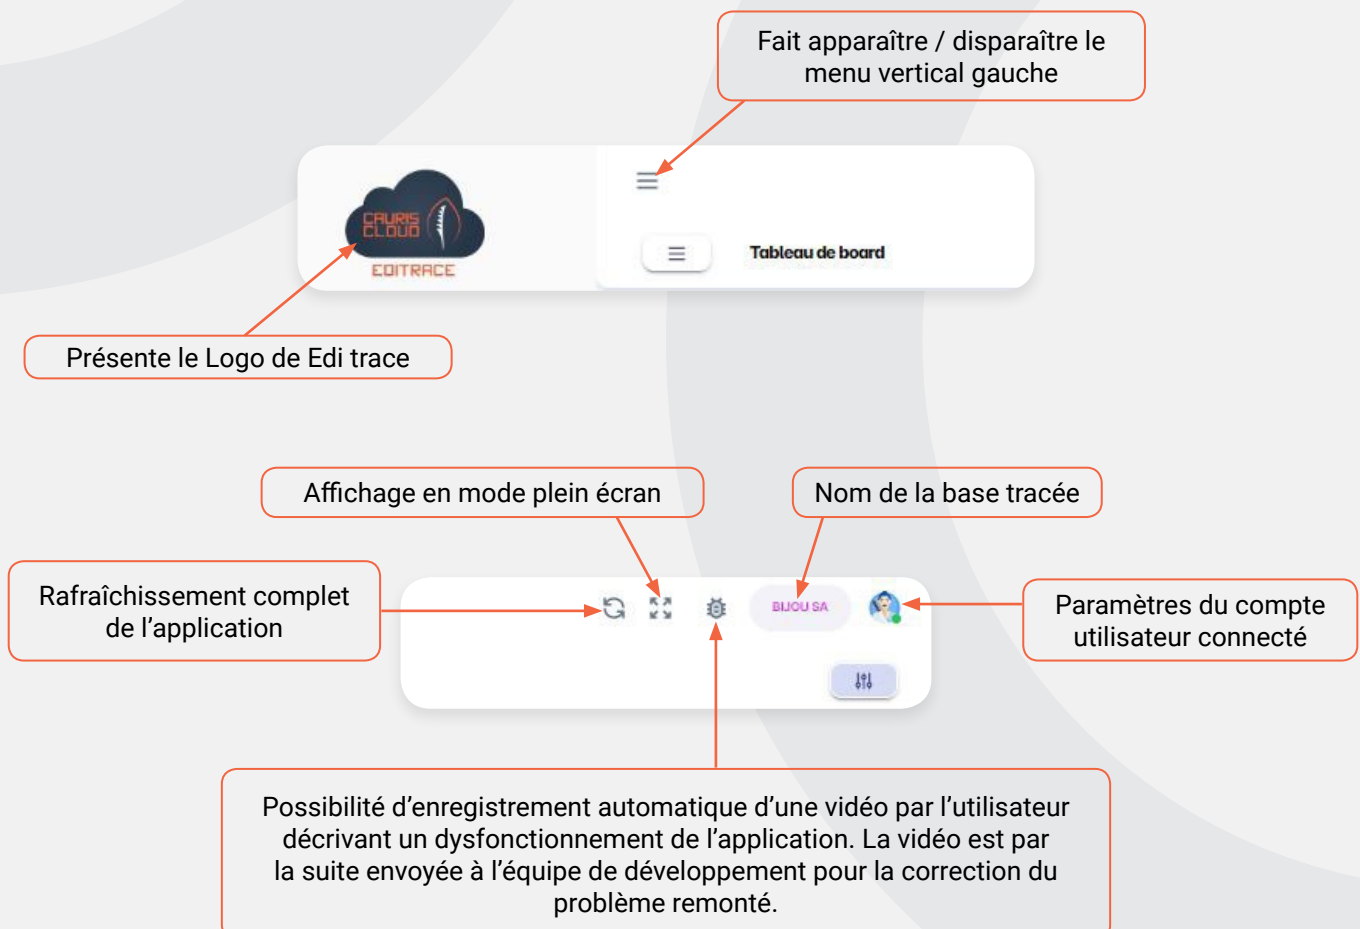 Fait apparaître / disparaître le
menu vertical gauche
CAURIS
CLOUD
EDITRACE
Tableau de board
Présente le Logo de Edi trace
Affichage en mode plein écran
Nom de la base tracée
Rafraîchissement complet
de l’application
BIJOU SA
Paramètres du compte
utilisateur connecté
Possibilité d’enregistrement automatique d’une vidéo par l’utilisateur
décrivant un dysfonctionnement de l’application. La vidéo est par
la suite envoyée à l’équipe de développement pour la correction du
problème remonté.